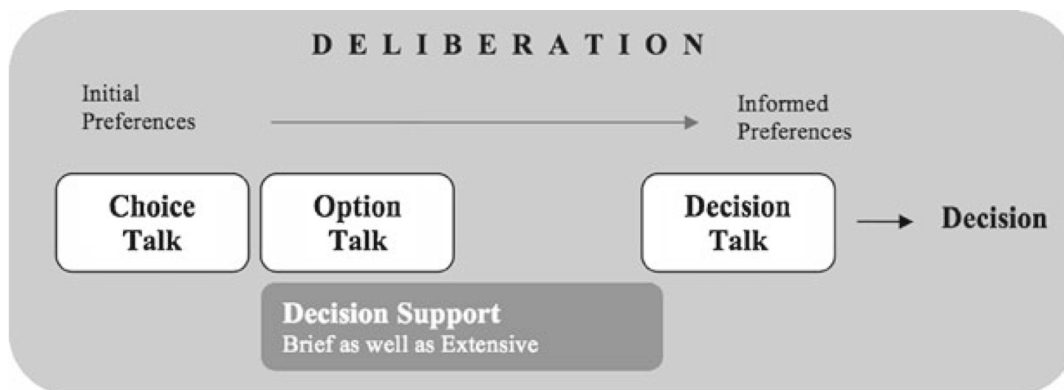 DELIBERATION
Initial
Preferences
Informed
Preferences
Choice
Talk
Option
Talk
Decision
Talk
Decision
Decision Support
Brief as well as Extensive